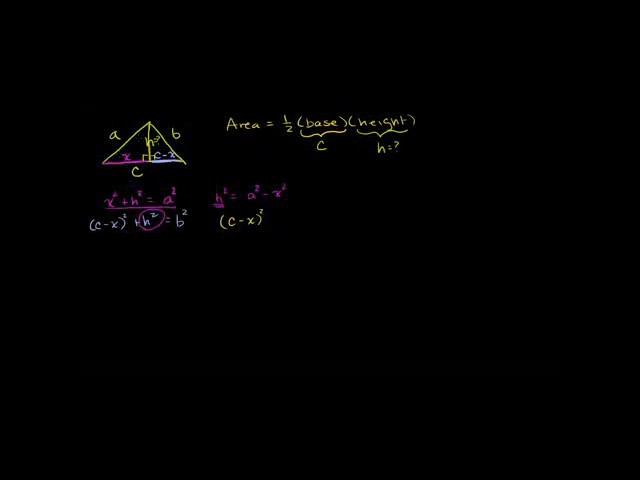 Area = 1/2 (base)(height)
c h=?
a h? b
x c-x
c
x² + h² = a² h² = a² - x²
(c-x)² + h² = b² (c-x)²